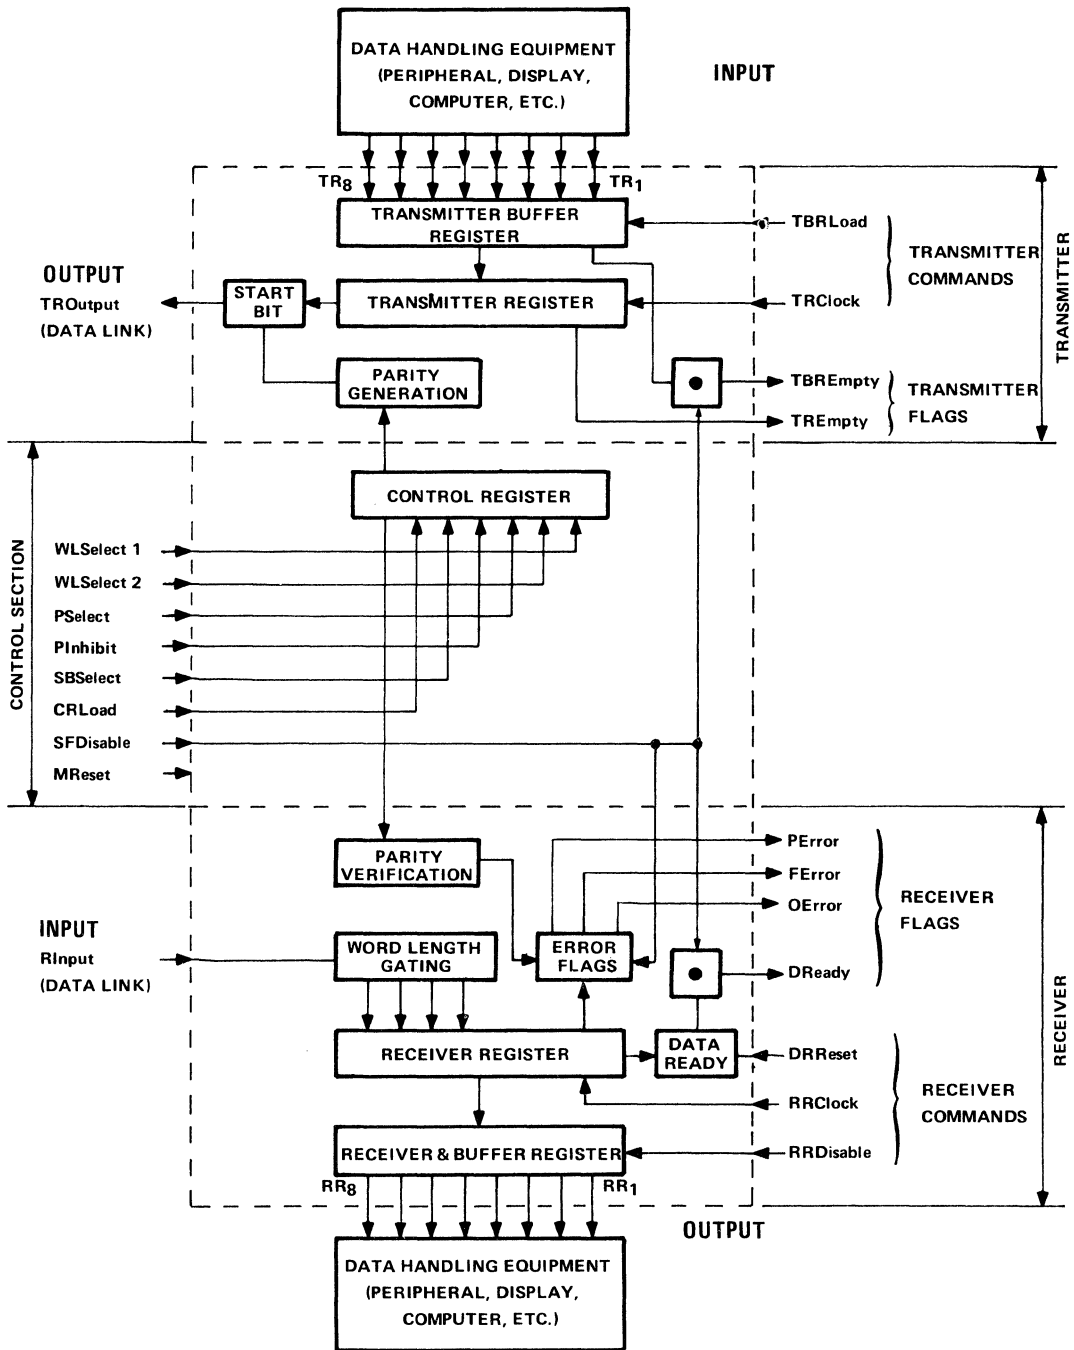 DATA HANDLING EQUIPMENT
(PERIPHERAL, DISPLAY,
COMPUTER, ETC.)
INPUT
TR8
TR1
TRANSMITTER BUFFER
REGISTER
TBRLoad
TRANSMITTER
COMMANDS
OUTPUT
TROutput
(DATA LINK)
START
BIT
TRANSMITTER REGISTER
TRClock
TRANSMITTER
PARITY
GENERATION
TBREmpty
TREmpty
TRANSMITTER
FLAGS
CONTROL REGISTER
CONTROL SECTION
WLSelect 1
WLSelect 2
PSelect
PInhibit
SBSelect
CRLoad
SFDisable
MReset
PARITY
VERIFICATION
PError
FError
OError
RECEIVER
FLAGS
INPUT
RInput
(DATA LINK)
WORD LENGTH
GATING
ERROR
FLAGS
DReady
RECEIVER REGISTER
DATA
READY
DRReset
RRClock
RECEIVER
COMMANDS
RECEIVER
RECEIVER & BUFFER REGISTER
RRDisable
RR8
RR1
OUTPUT
DATA HANDLING EQUIPMENT
(PERIPHERAL, DISPLAY,
COMPUTER, ETC.)